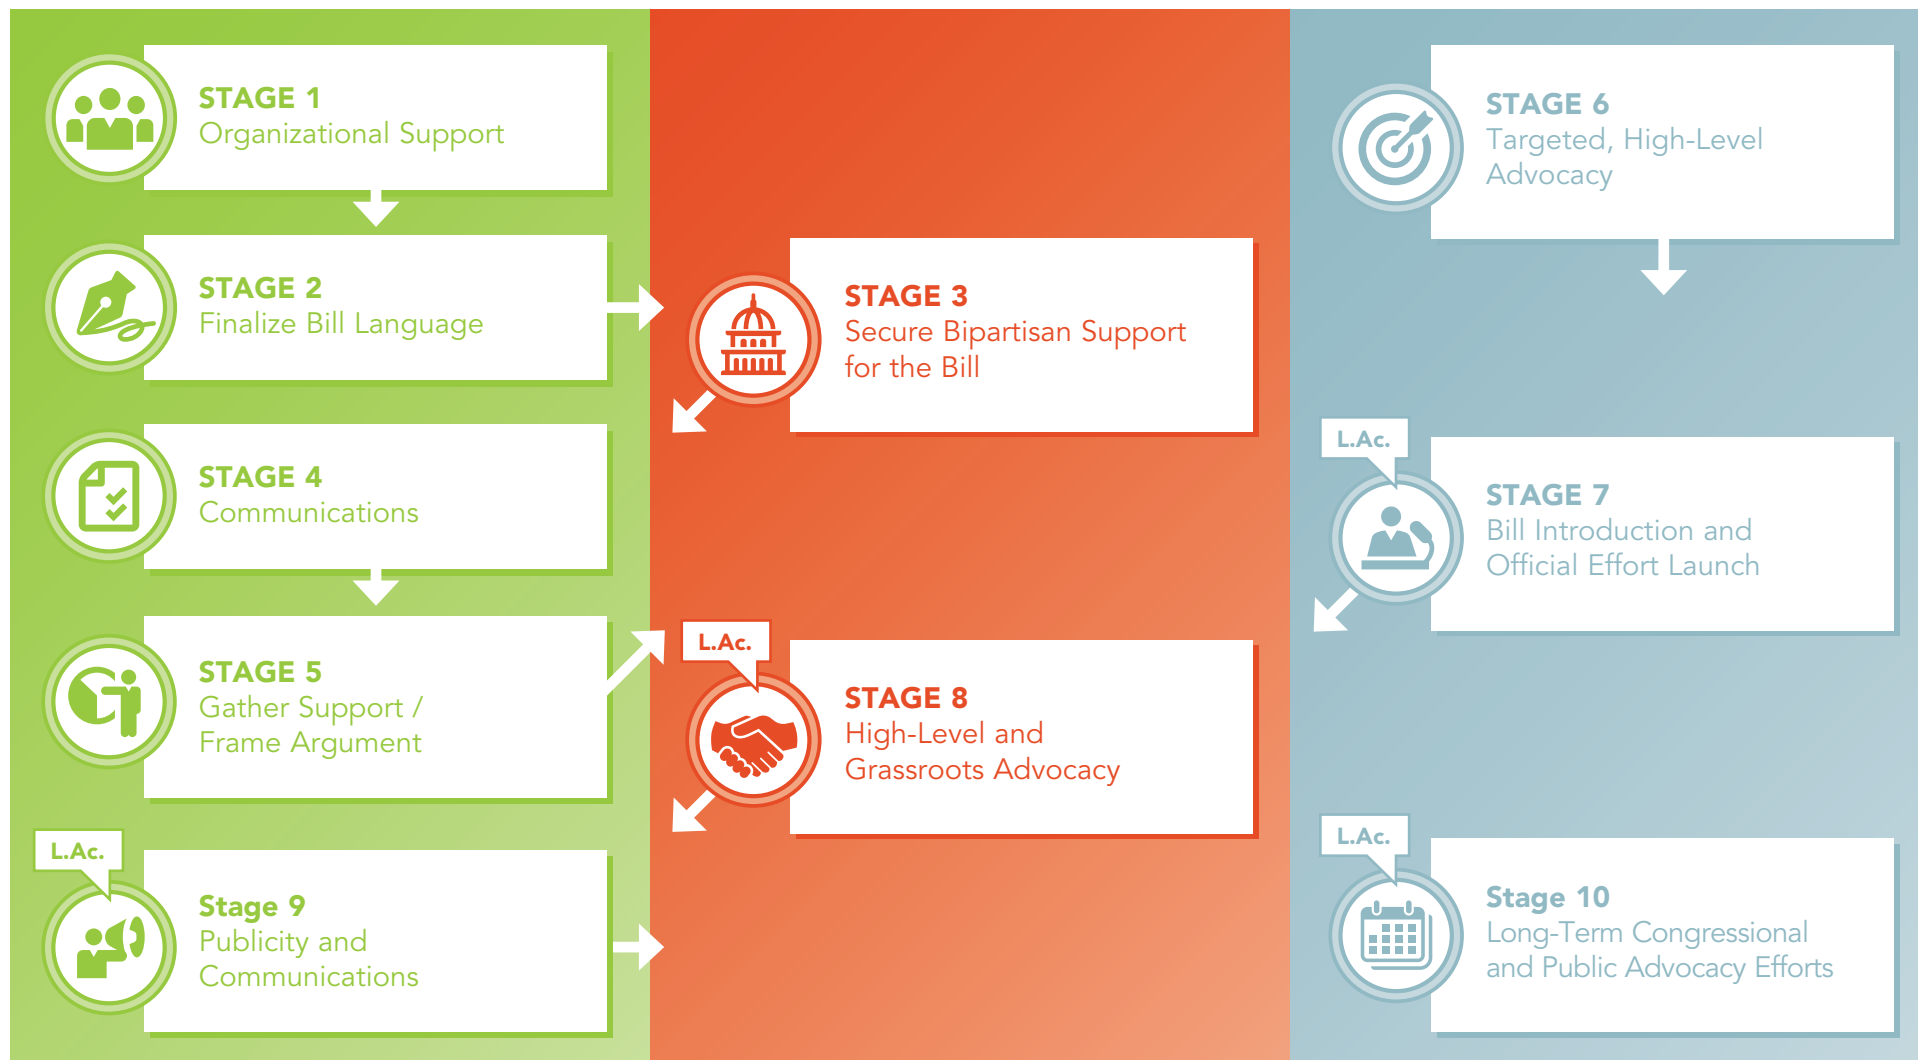 STAGE 1
Organizational Support
STAGE 2
Finalize Bill Language
STAGE 3
Secure Bipartisan Support
for the Bill
STAGE 4
Communications
STAGE 5
Gather Support /
Frame Argument
STAGE 6
Targeted, High-Level
Advocacy
L.Ac.
STAGE 7
Bill Introduction and
Official Effort Launch
L.Ac.
STAGE 8
High-Level and
Grassroots Advocacy
L.Ac.
Stage 9
Publicity and
Communications
L.Ac.
Stage 10
Long-Term Congressional
and Public Advocacy Efforts